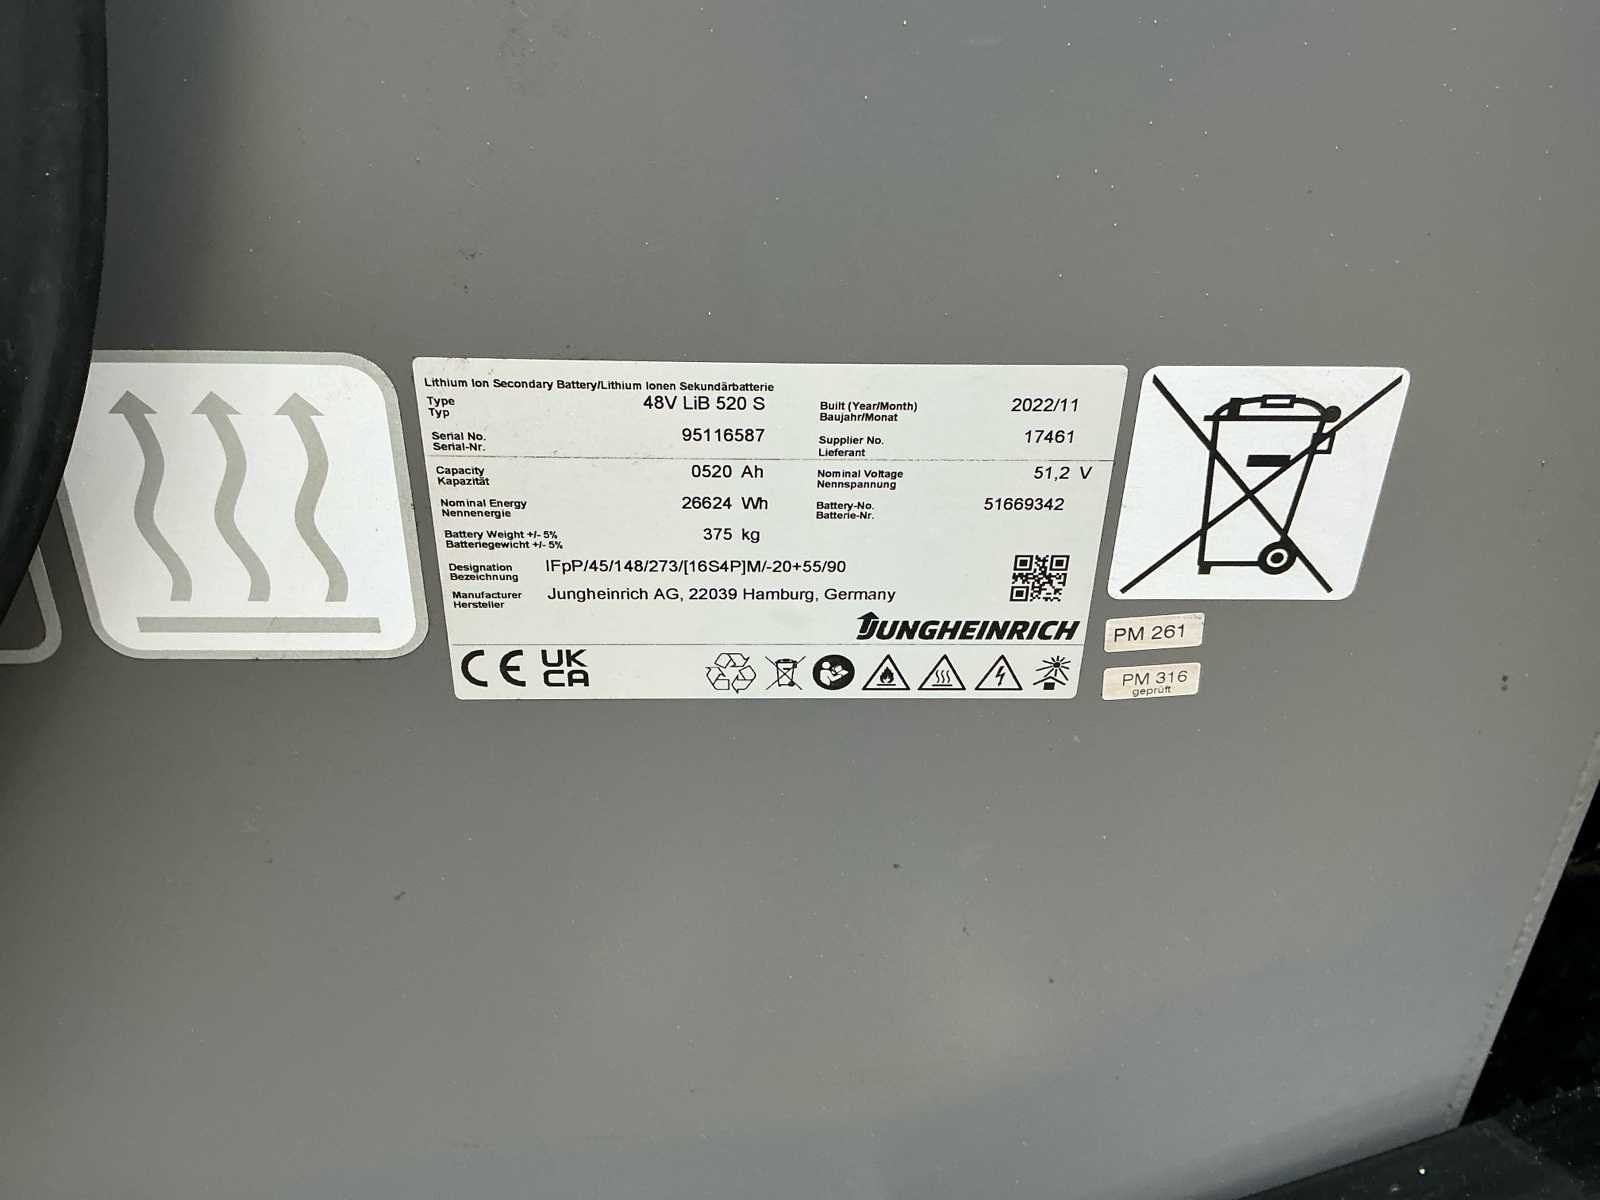 Lithium Ion Secondary Battery/Lithium Ionen Sekundärbatterie
Type 48V LiB 520 S Built (Year/Month) 2022/11
Typ Baujahr/Monat
Serial No. 95116587 Supplier No. 17461
Serial-Nr. Lieferant
Capacity 0520 Ah Nominal Voltage 51,2 V
Kapazität Nennspannung
Nominal Energy 26624 Wh Battery-No. 51669342
Nennenergie Batterie-Nr.
Battery Weight +/- 5% 375 kg
Batteriegewicht +/- 5%
Designation IFpP/45/148/273/[16S4P]M/-20+55/90
Bezeichnung
Manufacturer Jungheinrich AG, 22039 Hamburg, Germany
Hersteller
JUNGHEINRICH
CE UK
CA
PM 261
PM 316
geprüft